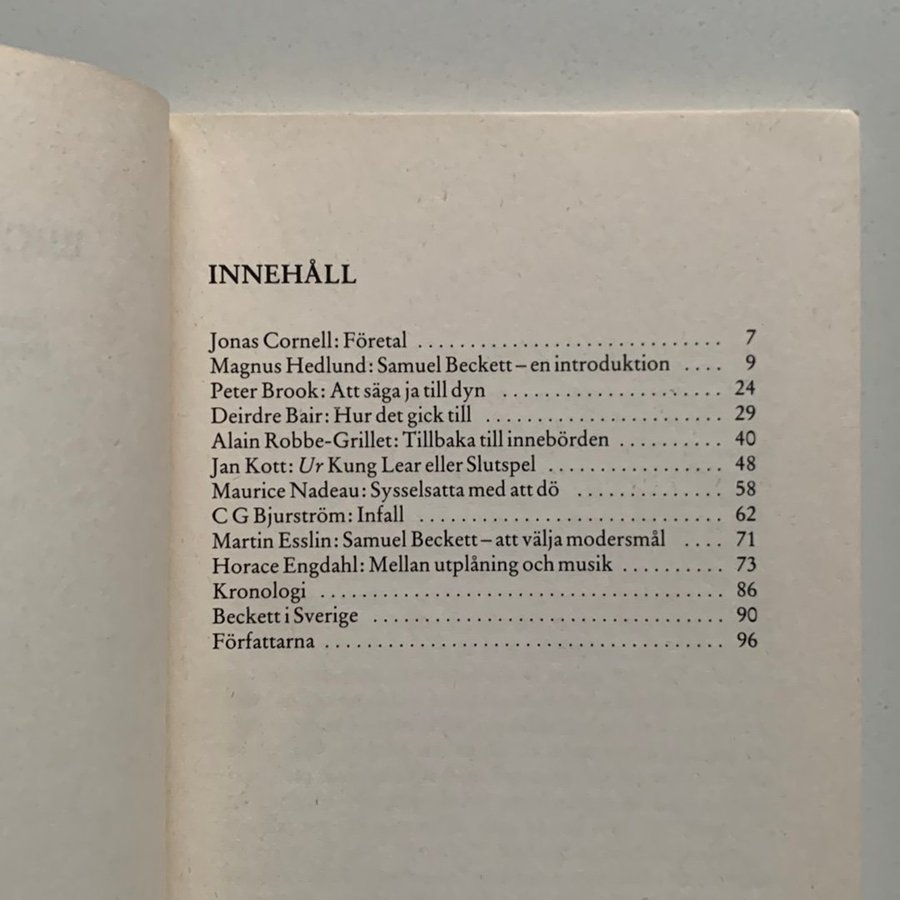 INNEHÅLL
Jonas Cornell: Företal ............................. 7
Magnus Hedlund: Samuel Beckett – en introduktion .... 9
Peter Brook: Att säga ja till dyn ..................... 24
Deirdre Bair: Hur det gick till ....................... 29
Alain Robbe-Grillet: Tillbaka till innebörden .......... 40
Jan Kott: Ur Kung Lear eller Slutspel ................. 48
Maurice Nadeau: Sysselsatta med att dö .............. 58
C G Bjurström: Infall ............................. 62
Martin Esslin: Samuel Beckett – att välja modersmål .... 71
Horace Engdahl: Mellan utplåning och musik .......... 73
Kronologi ....................................... 86
Beckett i Sverige .................................. 90
Författarna ...................................... 96